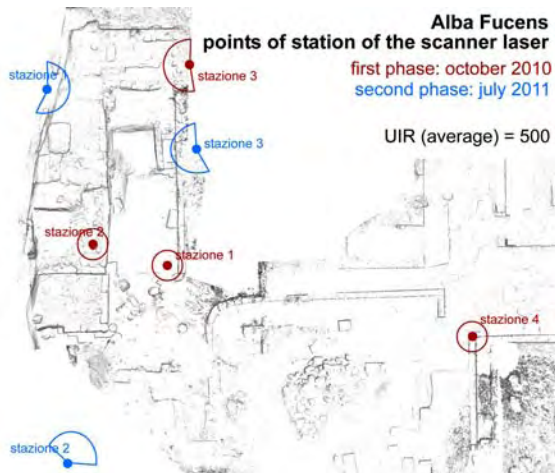 Alba Fucens
points of station of the scanner laser
first phase: october 2010
second phase: july 2011
UIR (average) = 500
stazione 1
stazione 3
stazione 3
stazione 2
stazione 1
stazione 4
stazione 2